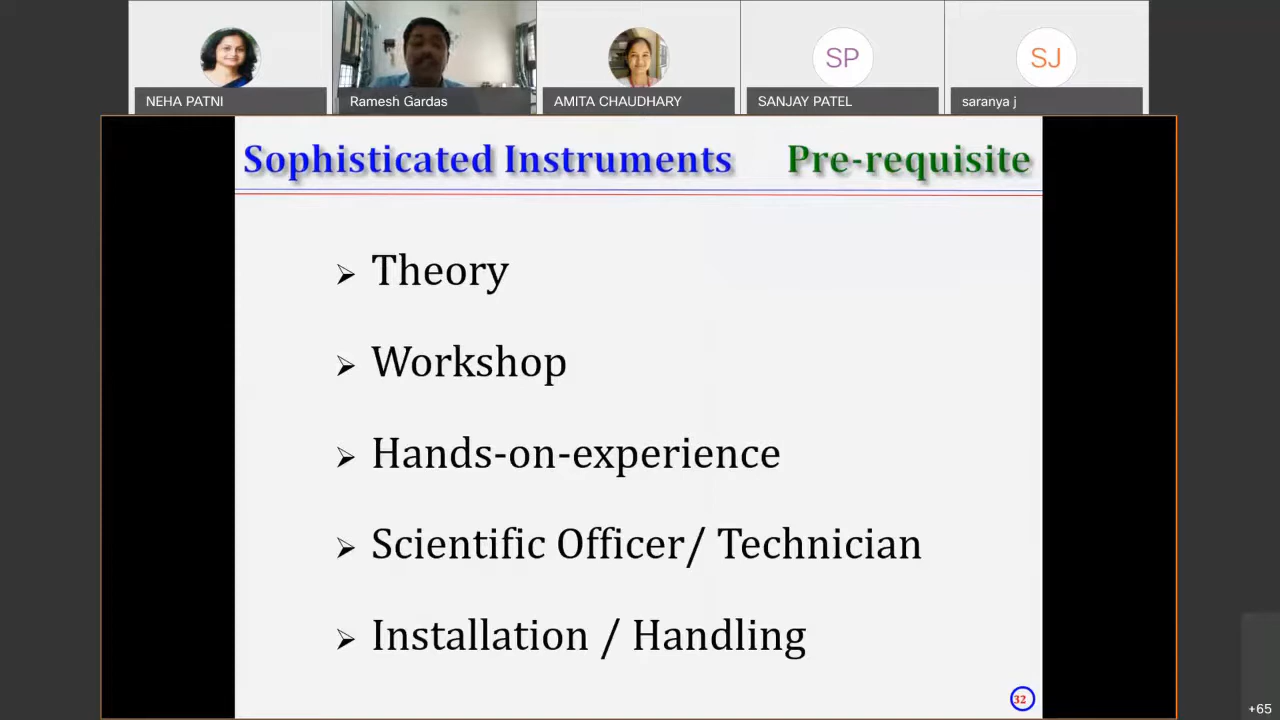 SP
SJ
NEHA PATNI
Ramesh Gardas
AMITA CHAUDHARY
SANJAY PATEL
saranya j
Sophisticated Instruments Pre-requisite
Theory
Workshop
Hands-on-experience
Scientific Officer/ Technician
Installation / Handling
32
+65